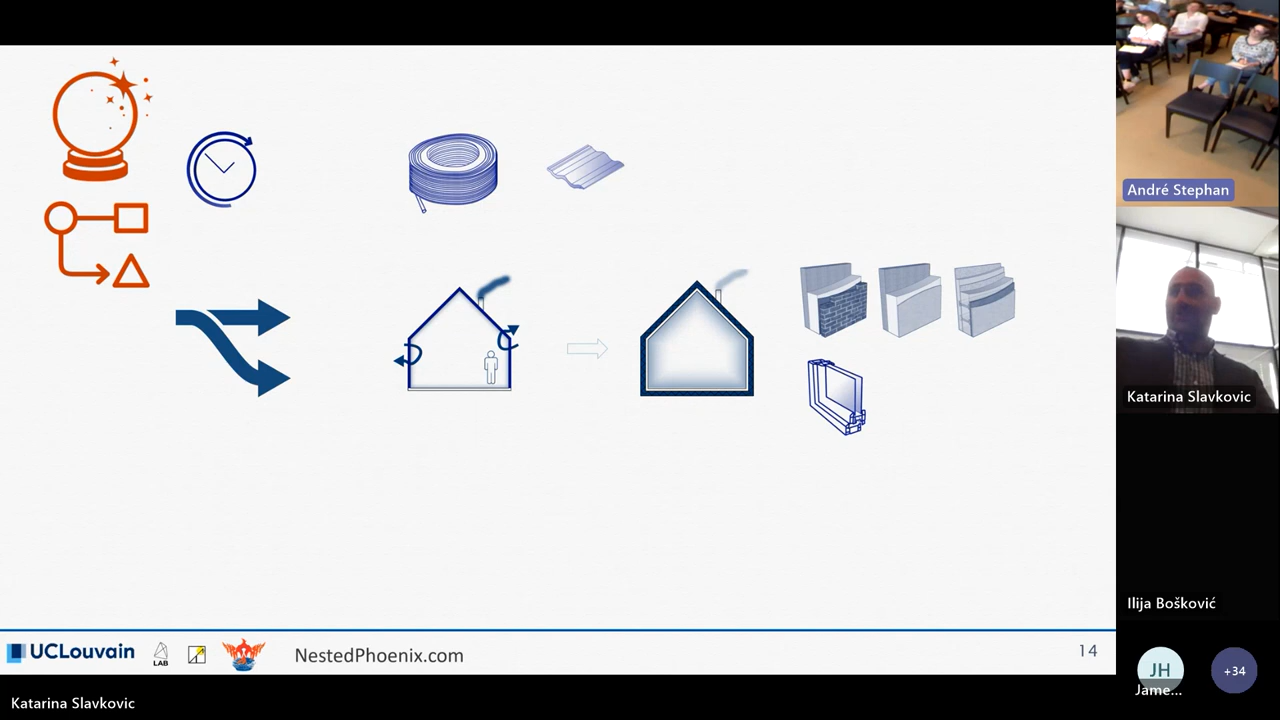 André Stephan
Katarina Slavkovic
Ilija Bošković
JH
Jame...
+34
UCLouvain
LAB
NestedPhoenix.com
14
Katarina Slavkovic